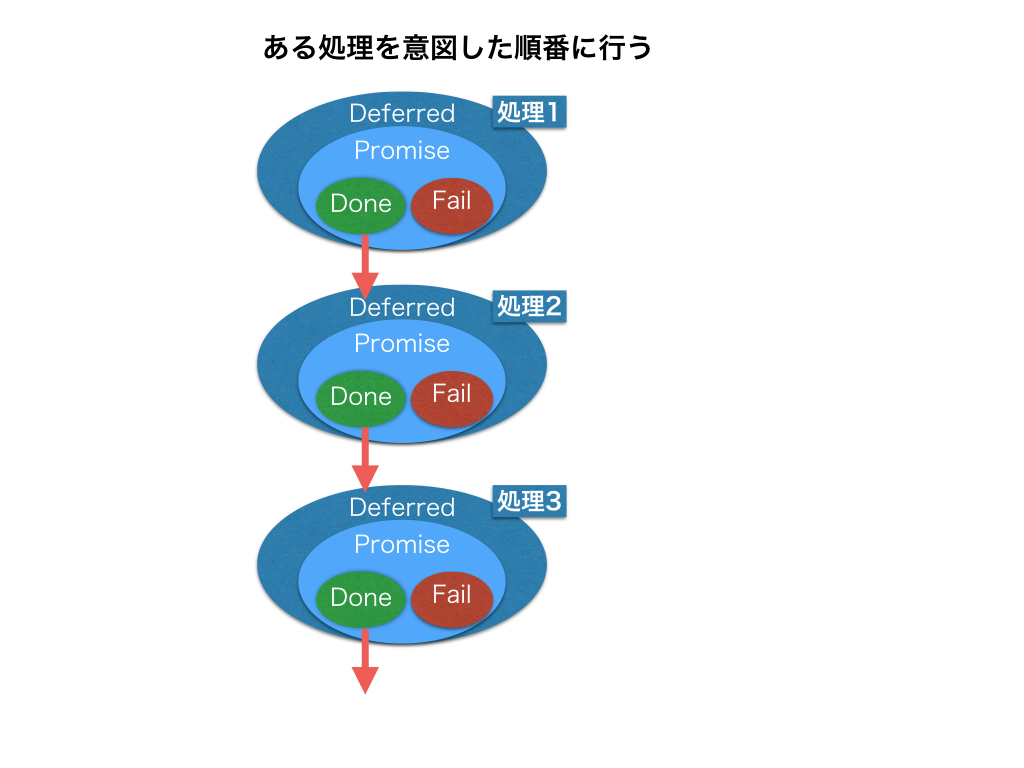 ある処理を意図した順番に行う
Deferred
処理1
Promise
Done
Fail
Deferred
処理2
Promise
Done
Fail
Deferred
処理3
Promise
Done
Fail